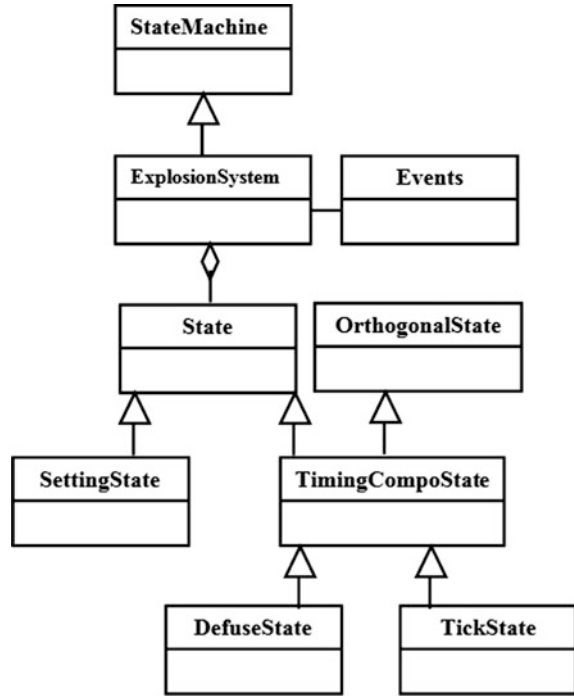 StateMachine
ExplosionSystem
Events
State
OrthogonalState
SettingState
TimingCompoState
DefuseState
TickState